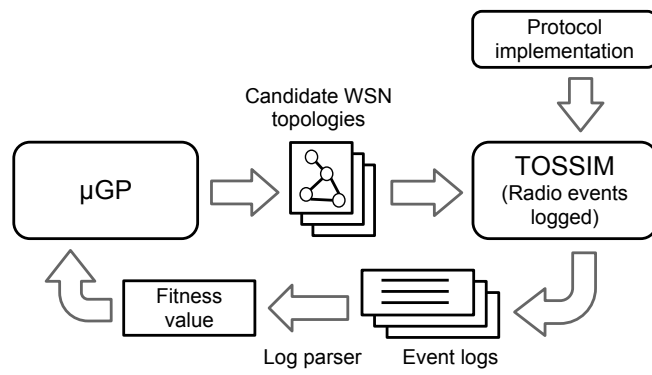 Protocol
implementation
Candidate WSN
topologies
µGP
TOSSIM
(Radio events
logged)
Fitness
value
Log parser
Event logs